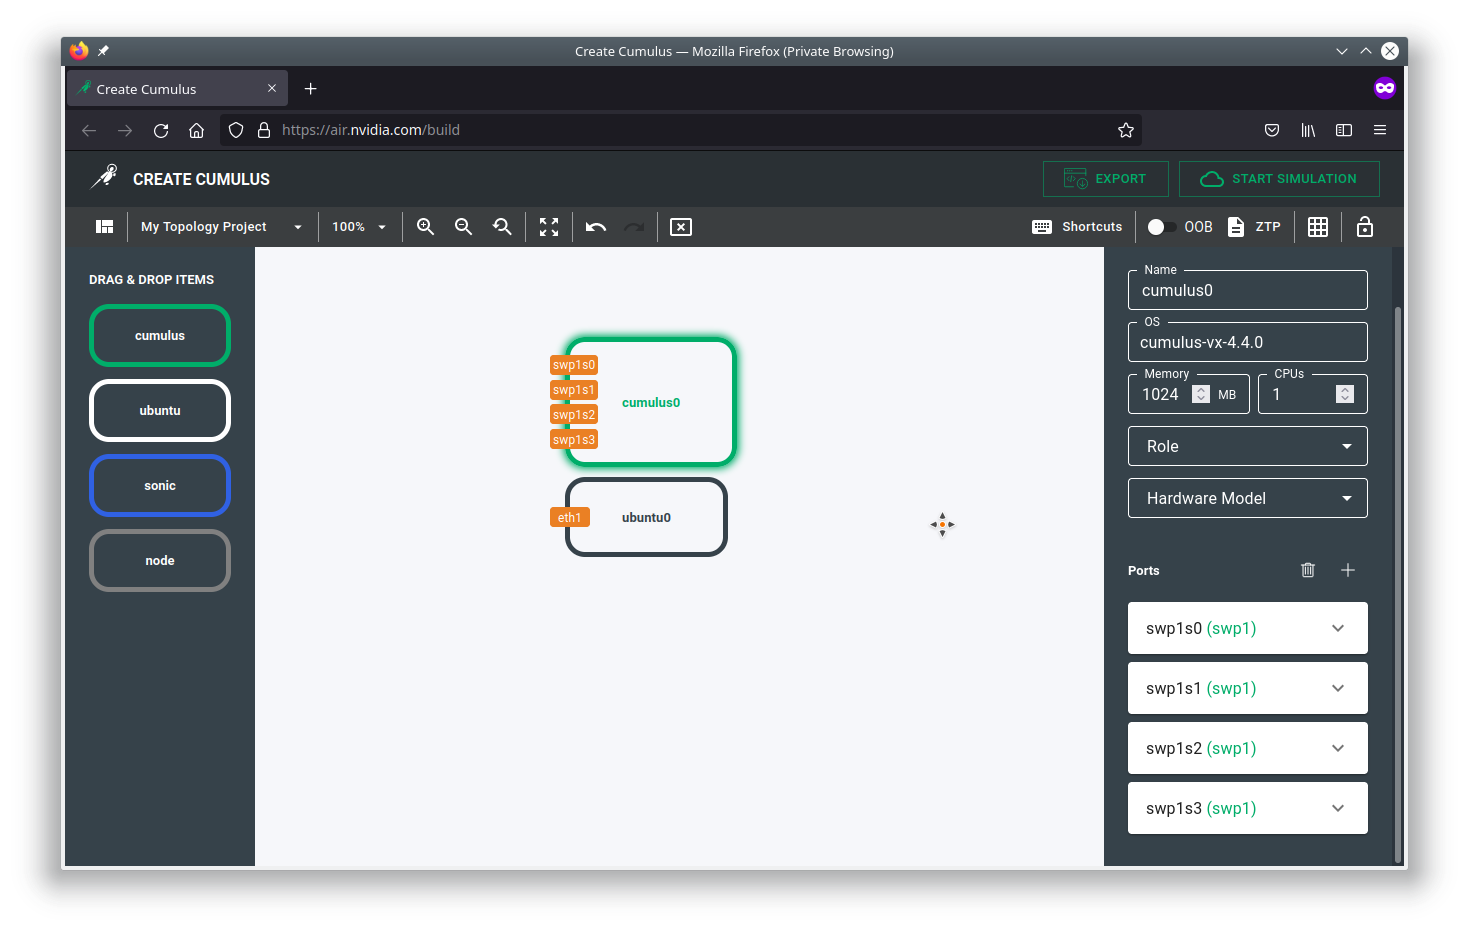 Create Cumulus — Mozilla Firefox (Private Browsing)
Create Cumulus
https://air.nvidia.com/build
CREATE CUMULUS
EXPORT
START SIMULATION
My Topology Project
100%
Shortcuts
OOB
ZTP
DRAG & DROP ITEMS
cumulus
ubuntu
sonic
node
swp1s0
swp1s1
swp1s2
swp1s3
cumulus0
eth1
ubuntu0
Name
cumulus0
OS
cumulus-vx-4.4.0
Memory
1024 MB
CPUs
1
Role
Hardware Model
Ports
swp1s0 (swp1)
swp1s1 (swp1)
swp1s2 (swp1)
swp1s3 (swp1)